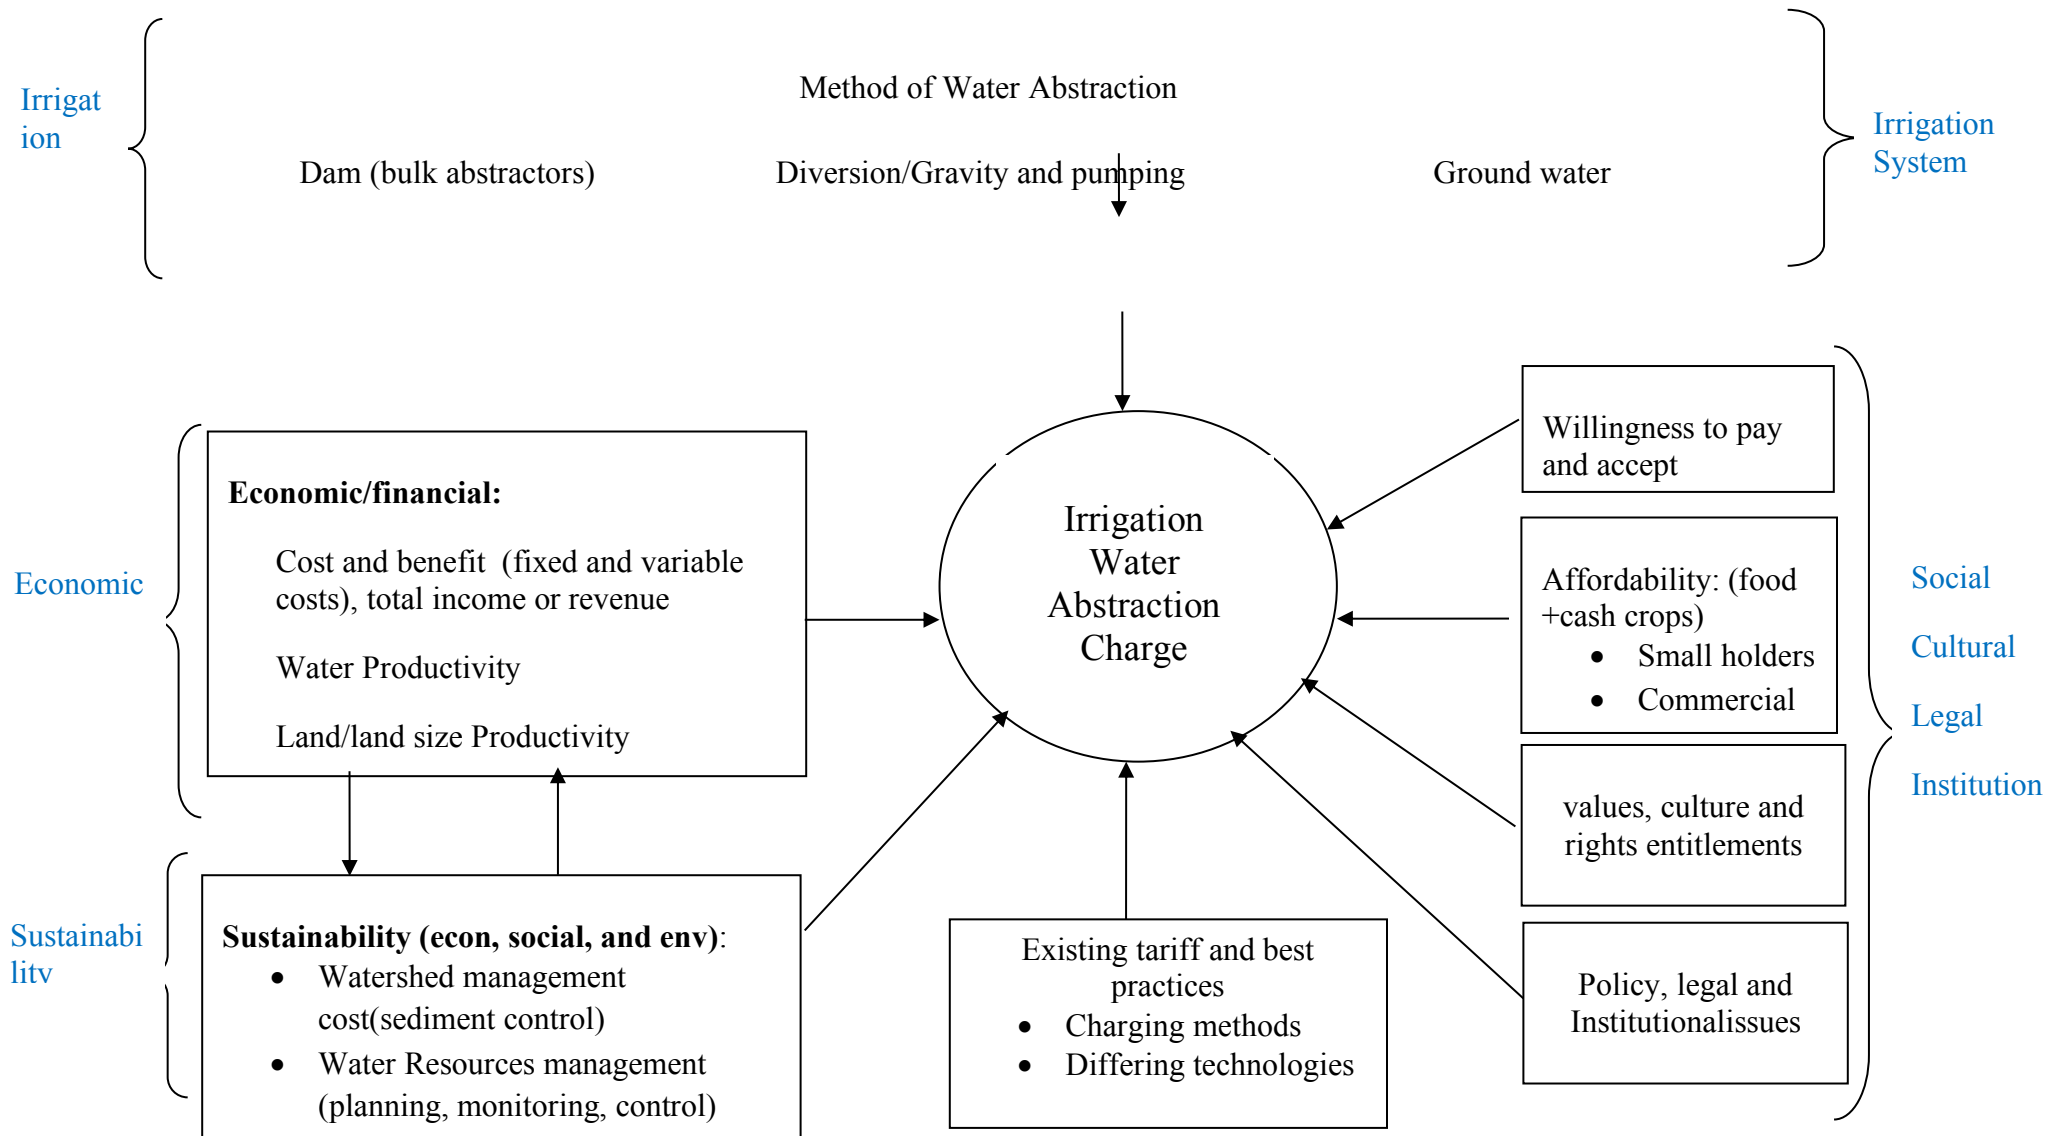 Irrigat
ion
Method of Water Abstraction
Dam (bulk abstractors)
Diversion/Gravity and pumping
Ground water
Irrigation
System
Economic
Economic/financial:
Cost and benefit  (fixed and variable
costs), total income or revenue
Water Productivity
Land/land size Productivity
Irrigation
Water
Abstraction
Charge
Willingness to pay
and accept
Affordability: (food
+cash crops)
• Small holders
• Commercial
values, culture and
rights entitlements
Policy, legal and
Institutionalissues
Social
Cultural
Legal
Institution
Sustainabi
litv
Sustainability (econ, social, and env):
• Watershed management
cost(sediment control)
• Water Resources management
(planning, monitoring, control)
Existing tariff and best
practices
• Charging methods
• Differing technologies